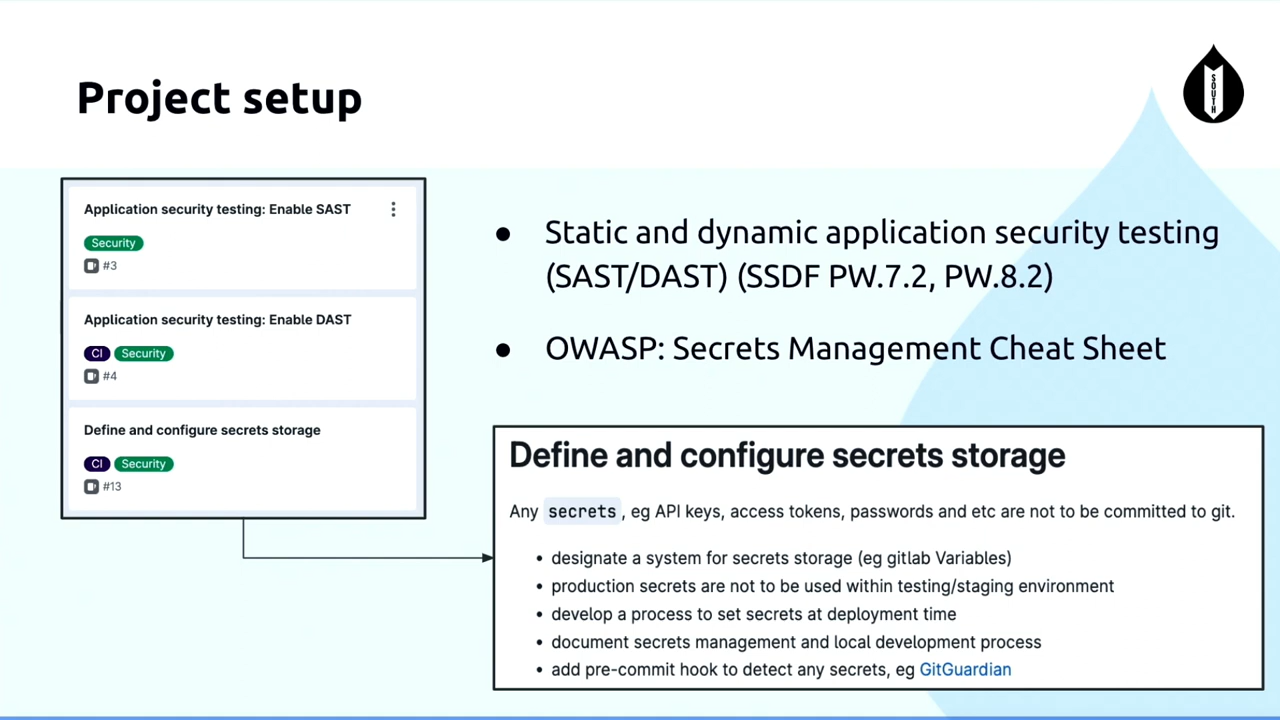 Project setup
SOUTH
Application security testing: Enable SAST
Security
#3
Application security testing: Enable DAST
CI Security
#4
Define and configure secrets storage
CI Security
#13
● Static and dynamic application security testing
(SAST/DAST) (SSDF PW.7.2, PW.8.2)
● OWASP: Secrets Management Cheat Sheet
Define and configure secrets storage
Any secrets, eg API keys, access tokens, passwords and etc are not to be committed to git.
• designate a system for secrets storage (eg gitlab Variables)
• production secrets are not to be used within testing/staging environment
• develop a process to set secrets at deployment time
• document secrets management and local development process
• add pre-commit hook to detect any secrets, eg GitGuardian